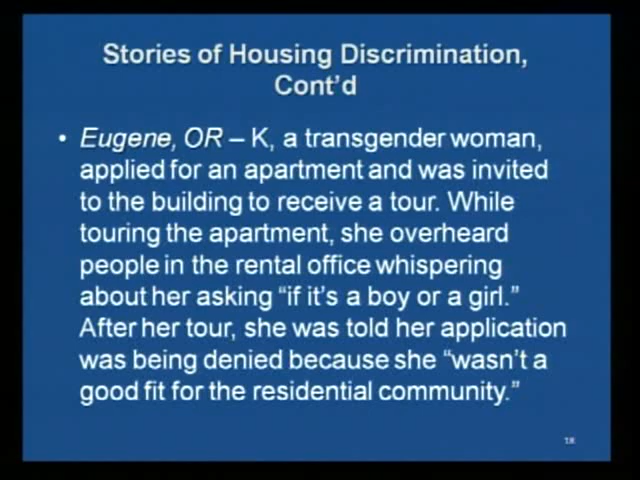 Stories of Housing Discrimination,
Cont'd
• Eugene, OR – K, a transgender woman,
applied for an apartment and was invited
to the building to receive a tour. While
touring the apartment, she overheard
people in the rental office whispering
about her asking “if it’s a boy or a girl.”
After her tour, she was told her application
was being denied because she “wasn’t a
good fit for the residential community.”
18